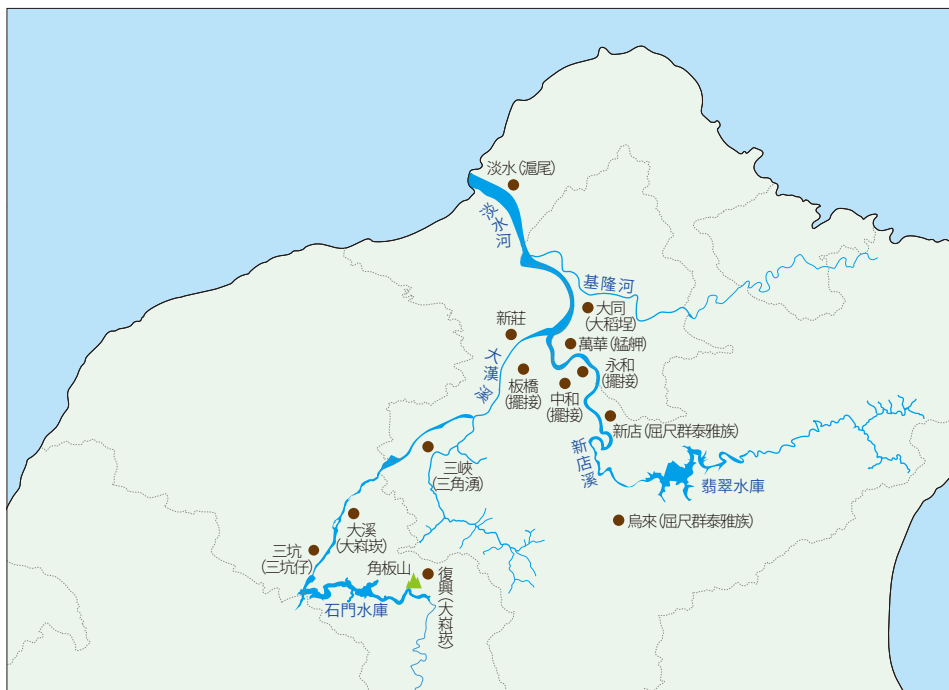 淡水(滬尾)
淡水河
基隆河
大同
(大稻埕)
新莊
萬華(艋舺)
大漢溪
永和
(擺接)
板橋
(擺接)
中和
(擺接)
新店(屈尺群泰雅族)
新店溪
三峽
(三角湧)
翡翠水庫
大溪
(大嵙崁)
烏來(屈尺群泰雅族)
三坑
(三坑仔)
角板山
復興(大嵙崁)
石門水庫